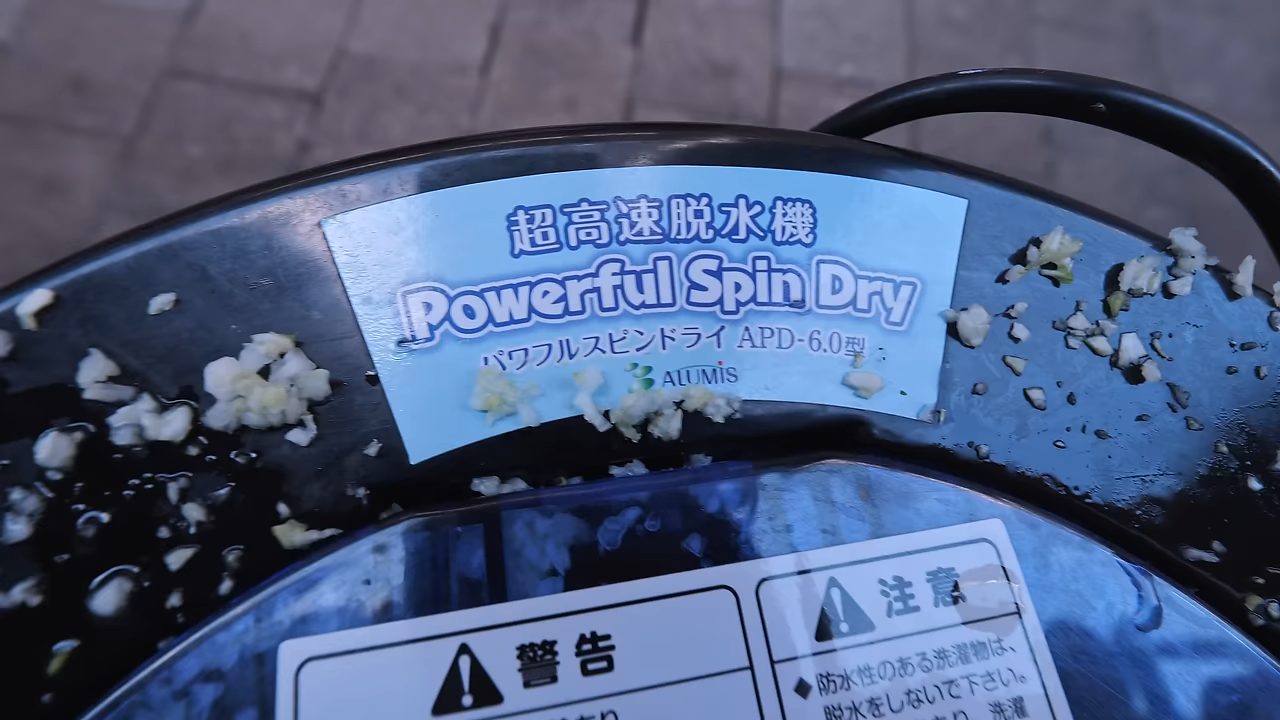 超高速脱水機
Powerful Spin Dry
パワフルスピンドライ APD-6.0型
ALUMIS
警告
注意
◆防水性のある洗濯物は、
脱水をしないで下さい。
洗濯